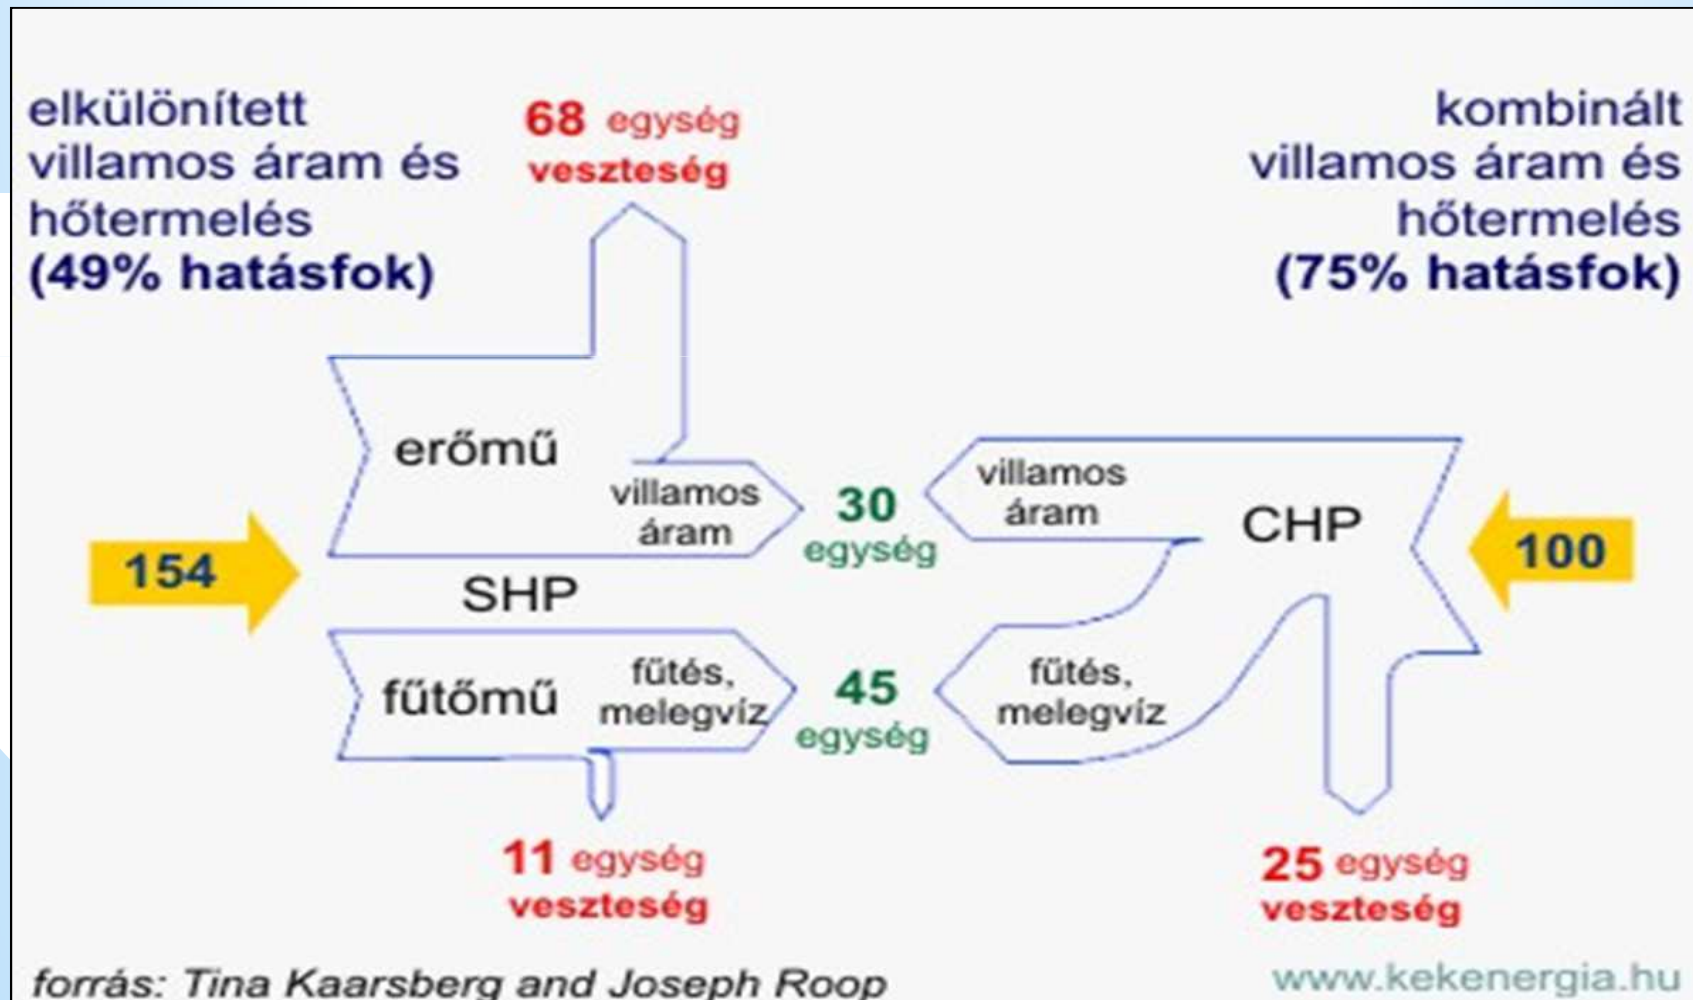 elkülönített
villamos áram és
hőtermelés
(49% hatásfok)
68 egység
veszteség
kombinált
villamos áram és
hőtermelés
(75% hatásfok)
erőmű
villamos
áram
30
egység
villamos
áram
CHP
154
SHP
100
fűtőmű
fűtés,
melegvíz
45
egység
fűtés,
melegvíz
11 egység
veszteség
25 egység
veszteség
forrás: Tina Kaarsberg and Joseph Roop
www.kekenergia.hu